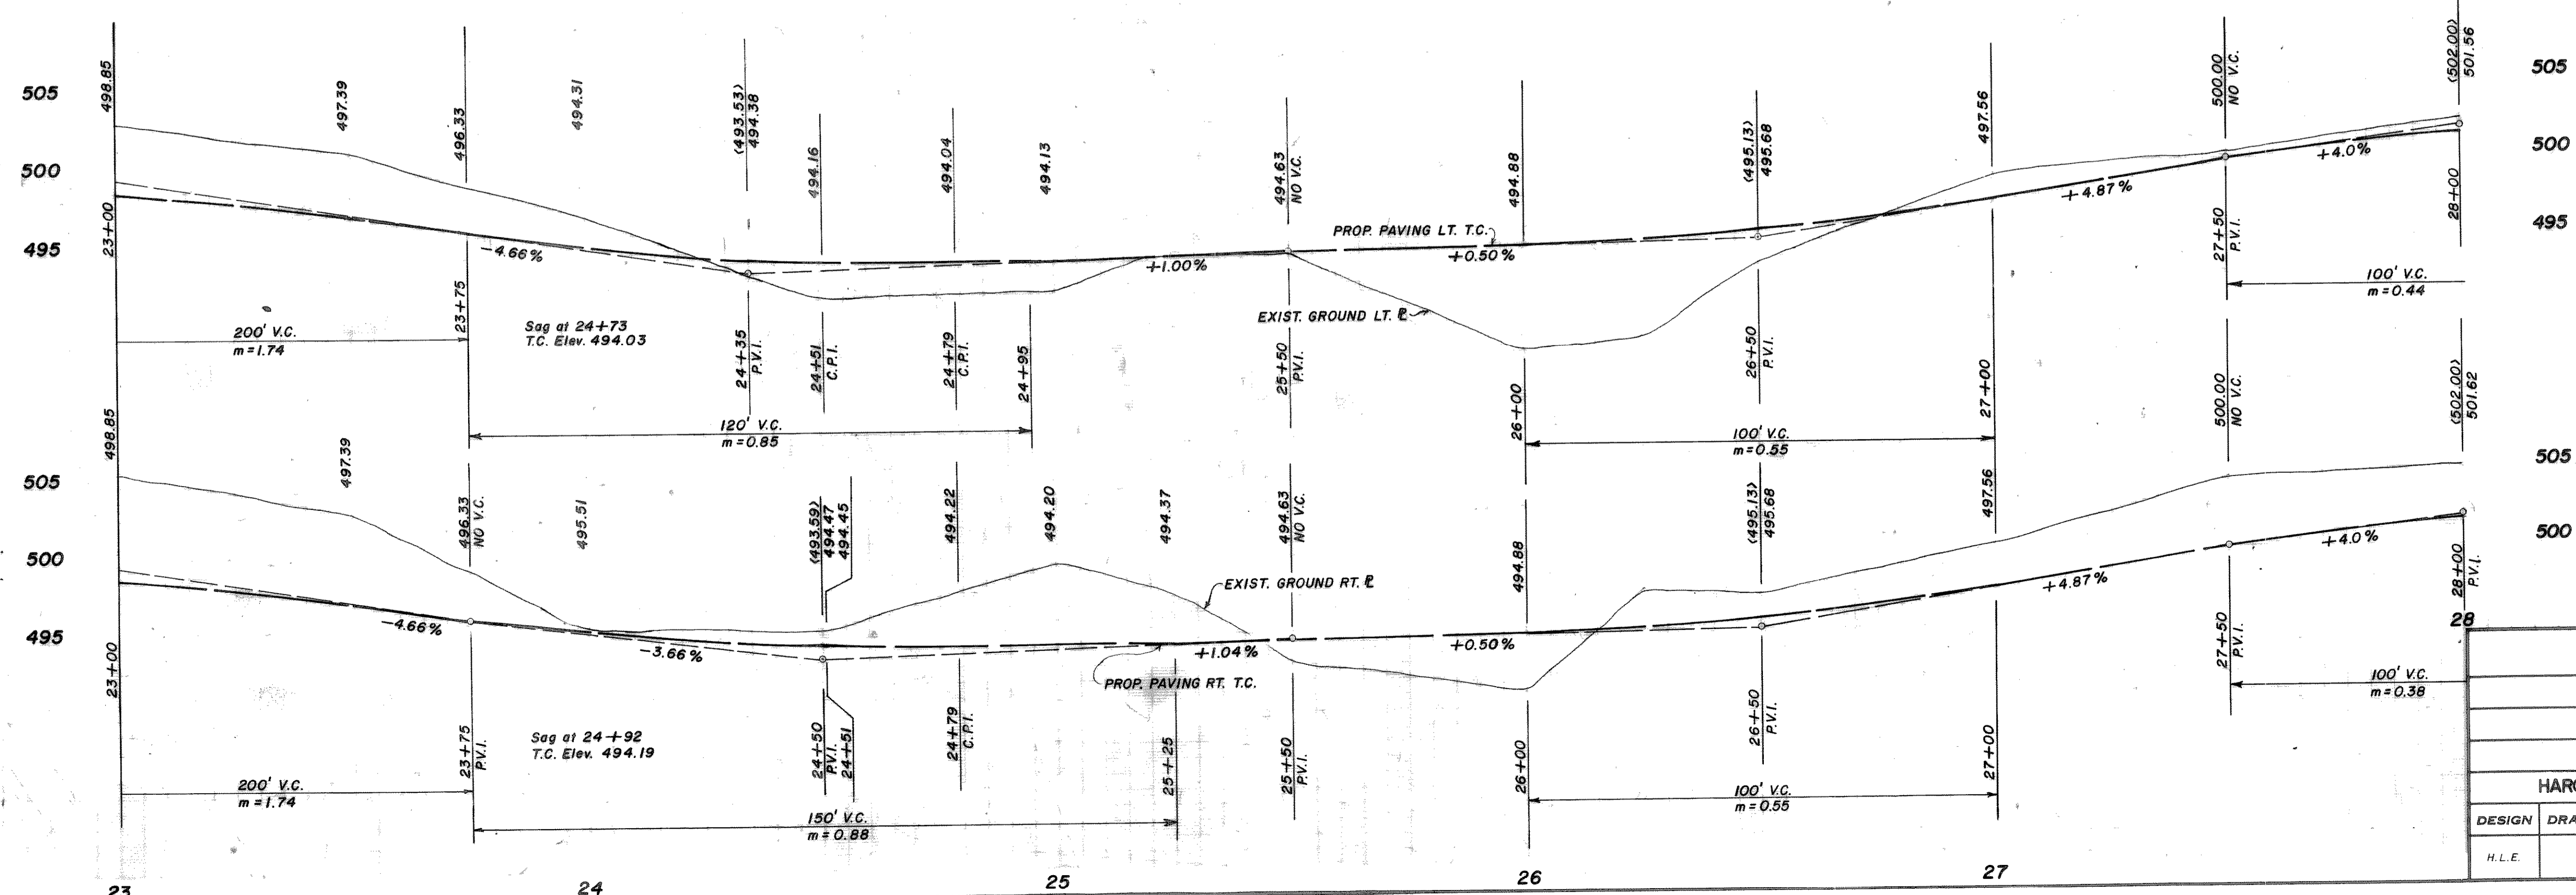 505
500
495
498.85
23+00
497.39
496.33
23+75
494.31
(493.53)
494.38
24+35
P.V.I.
494.16
24+51
C.P.I.
494.04
24+79
C.P.I.
494.13
24+95
494.63
NO V.C.
25+50
P.V.I.
494.88
26+00
(495.13)
495.68
26+50
P.V.I.
497.56
27+00
500.00
NO V.C.
27+50
P.V.I.
(502.00)
501.56
28+00
505
500
495
-4.66%
+1.00%
PROP. PAVING LT. T.C.
+0.50%
+4.87%
+4.0%
EXIST. GROUND LT. ⅊
200' V.C.
m=1.74
Sag at 24+73
T.C. Elev. 494.03
120' V.C.
m=0.85
100' V.C.
m=0.55
100' V.C.
m=0.44
505
500
495
498.85
23+00
497.39
496.33
NO V.C.
23+75
P.V.I.
495.51
(493.59)
494.47
494.45
24+50
P.V.I.
24+51
494.22
24+79
C.P.I.
494.20
494.37
25+25
494.63
NO V.C.
25+50
P.V.I.
494.88
26+00
(495.13)
495.68
26+50
P.V.I.
497.56
27+00
500.00
NO V.C.
27+50
P.V.I.
(502.00)
501.62
28+00
P.V.I.
505
500
28
-4.66%
-3.66%
+1.04%
+0.50%
+4.87%
+4.0%
EXIST. GROUND RT. ⅊
PROP. PAVING RT. T.C.
200' V.C.
m=1.74
Sag at 24+92
T.C. Elev. 494.19
150' V.C.
m=0.88
100' V.C.
m=0.55
100' V.C.
m=0.38
23
24
25
26
27
DESIGN
H.L.E.